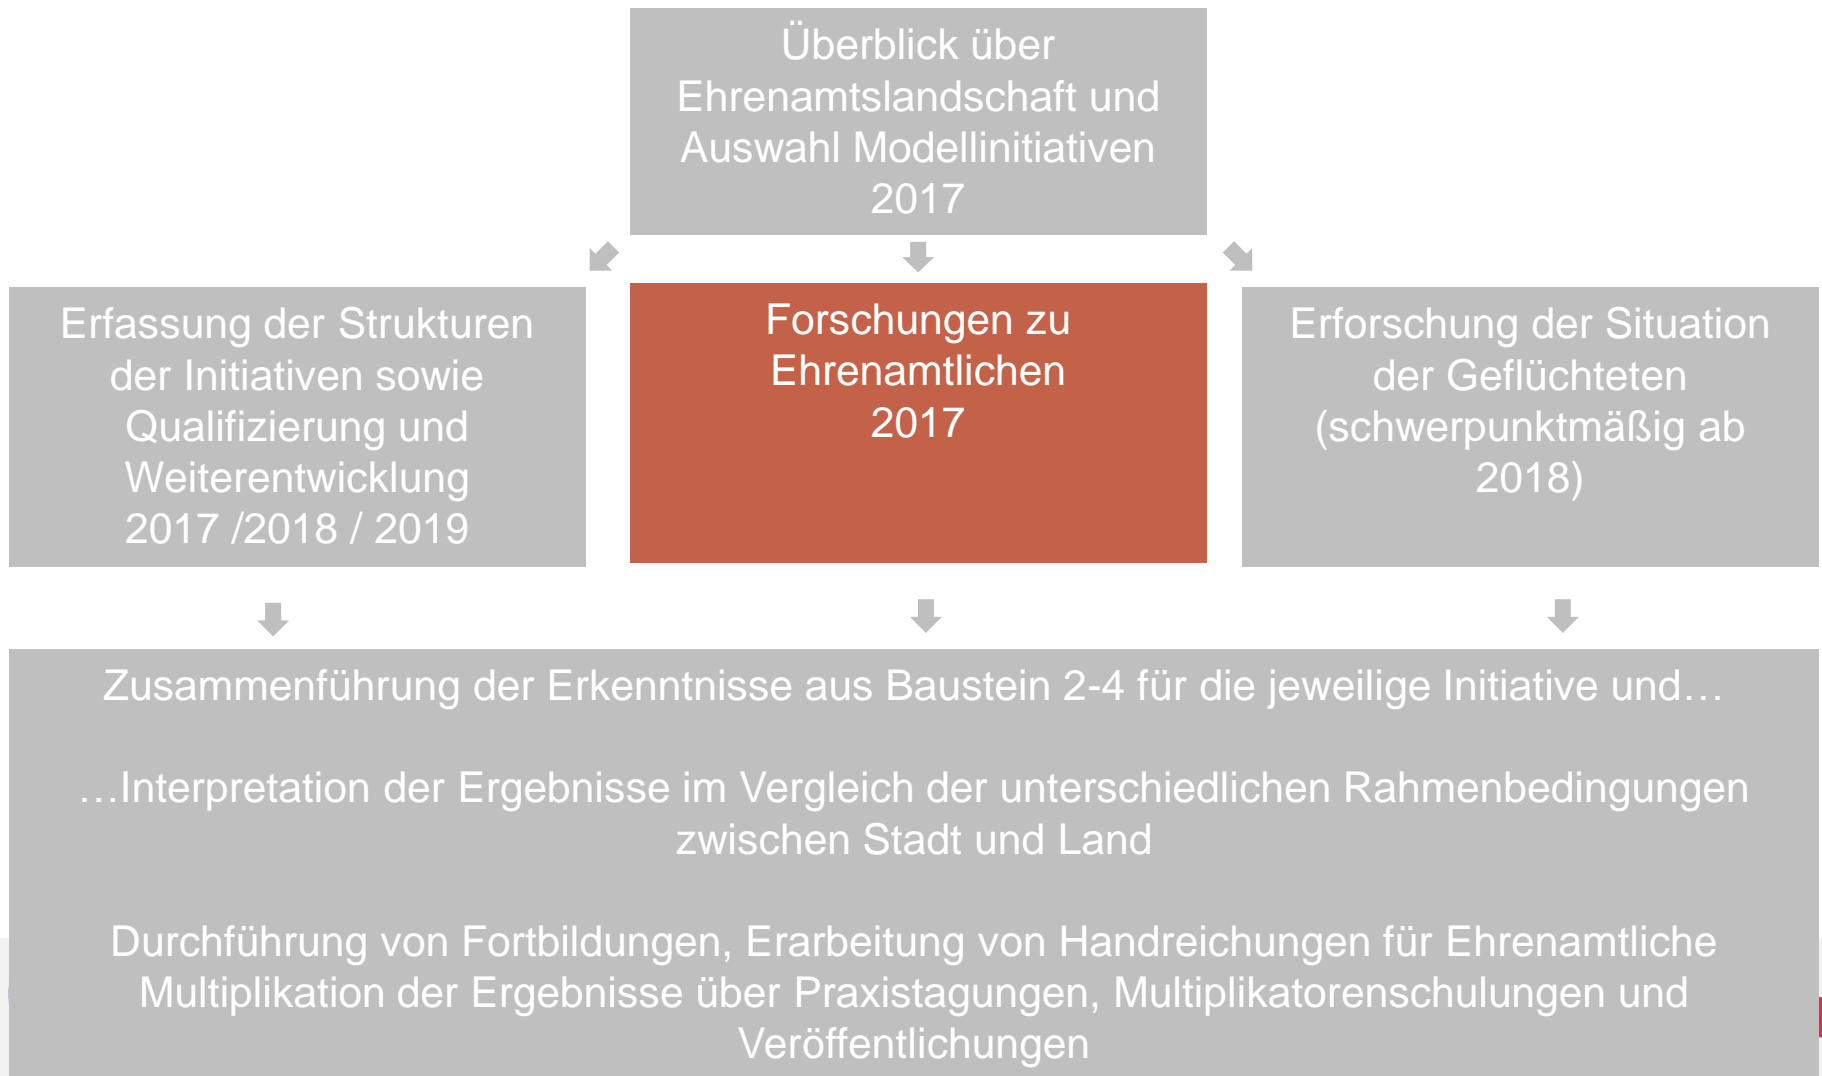 Überblick über
Ehrenamtslandschaft und
Auswahl Modellinitiativen
2017
Erfassung der Strukturen
der Initiativen sowie
Qualifizierung und
Weiterentwicklung
2017 /2018 / 2019
Forschungen zu
Ehrenamtlichen
2017
Erforschung der Situation
der Geflüchteten
(schwerpunktmäßig ab
2018)
Zusammenführung der Erkenntnisse aus Baustein 2-4 für die jeweilige Initiative und…
…Interpretation der Ergebnisse im Vergleich der unterschiedlichen Rahmenbedingungen
zwischen Stadt und Land
Durchführung von Fortbildungen, Erarbeitung von Handreichungen für Ehrenamtliche
Multiplikation der Ergebnisse über Praxistagungen, Multiplikatorenschulungen und
Veröffentlichungen